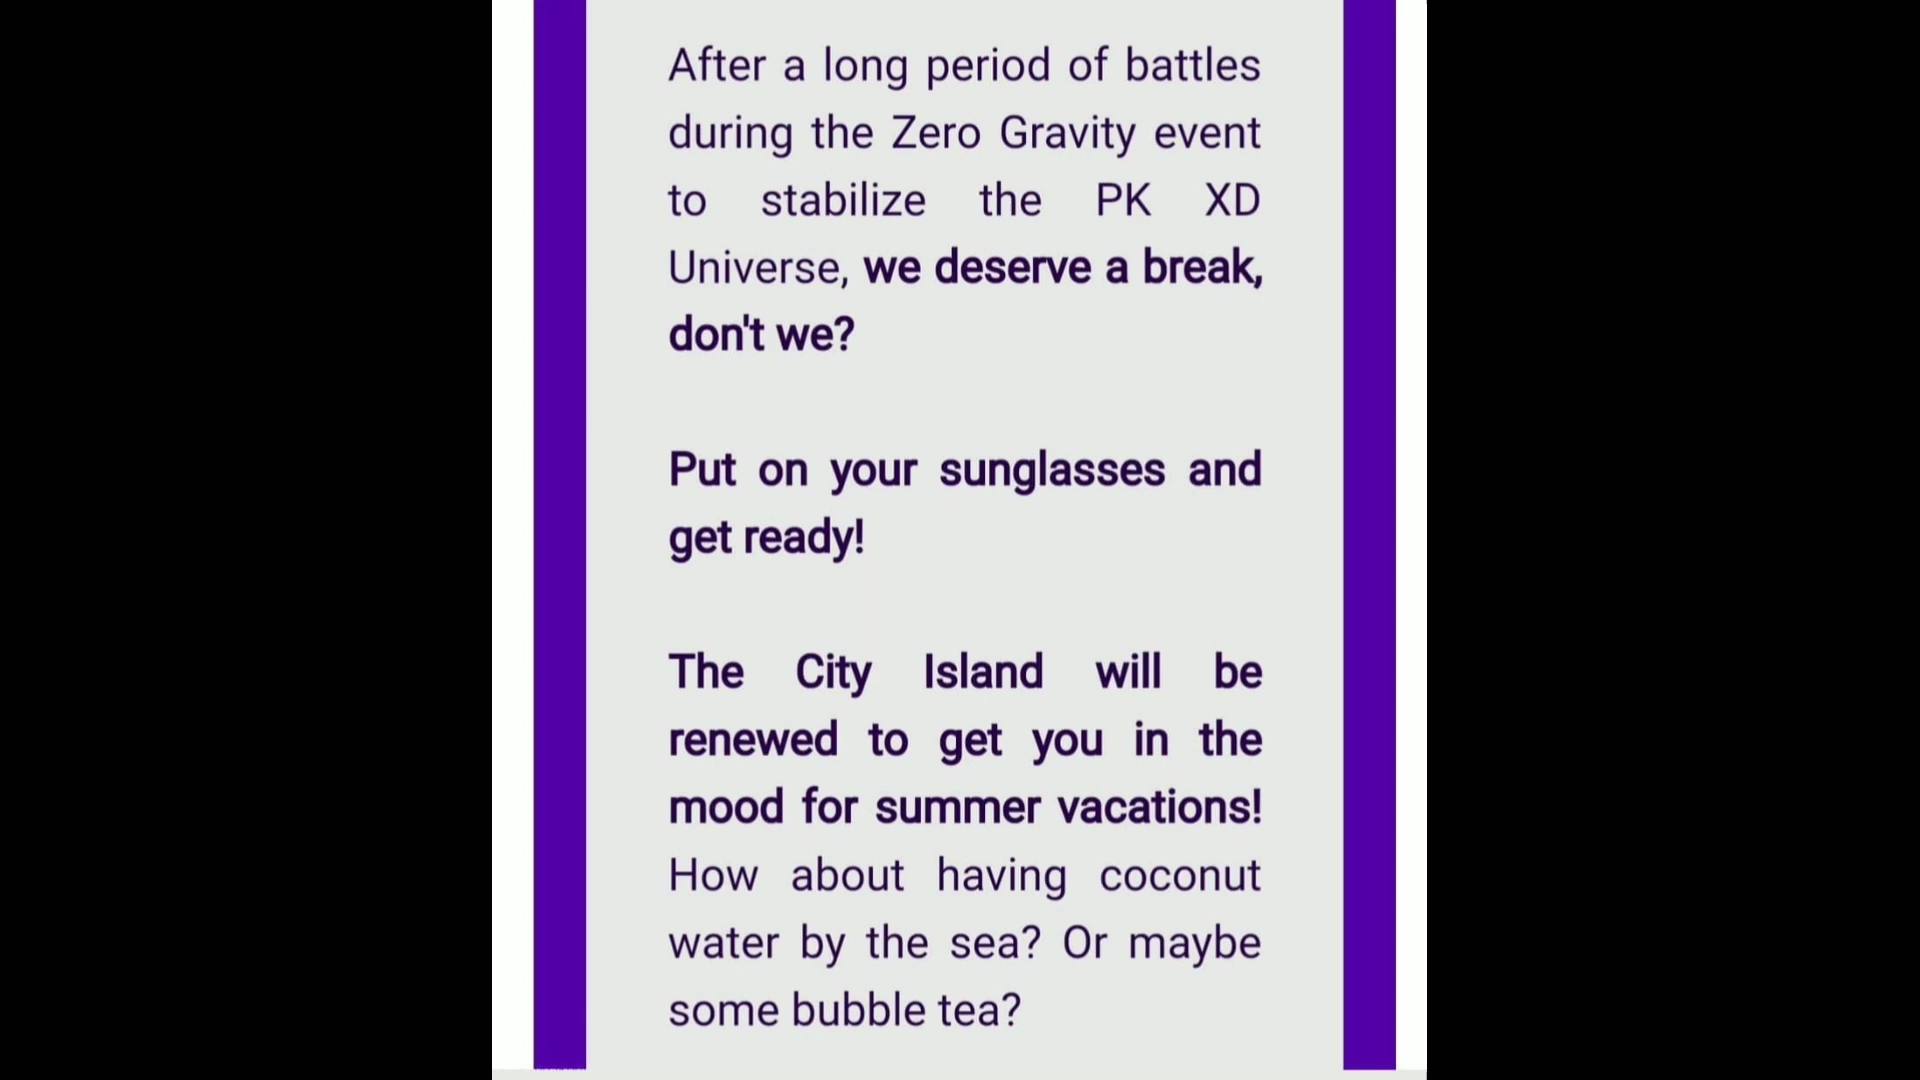 After a long period of battles
during the Zero Gravity event
to stabilize the PK XD
Universe, we deserve a break,
don't we?
Put on your sunglasses and
get ready!
The City Island will be
renewed to get you in the
mood for summer vacations!
How about having coconut
water by the sea? Or maybe
some bubble tea?